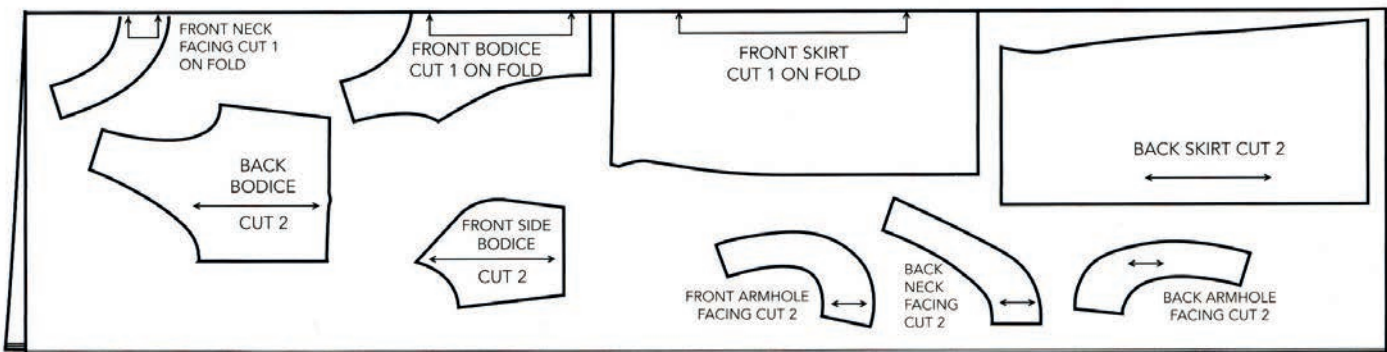 FRONT NECK
FACING CUT 1
ON FOLD
FRONT BODICE
CUT 1 ON FOLD
FRONT SKIRT
CUT 1 ON FOLD
BACK SKIRT CUT 2
BACK
BODICE
CUT 2
FRONT SIDE
BODICE
CUT 2
FRONT ARMHOLE
FACING CUT 2
BACK
NECK
FACING
CUT 2
BACK ARMHOLE
FACING CUT 2